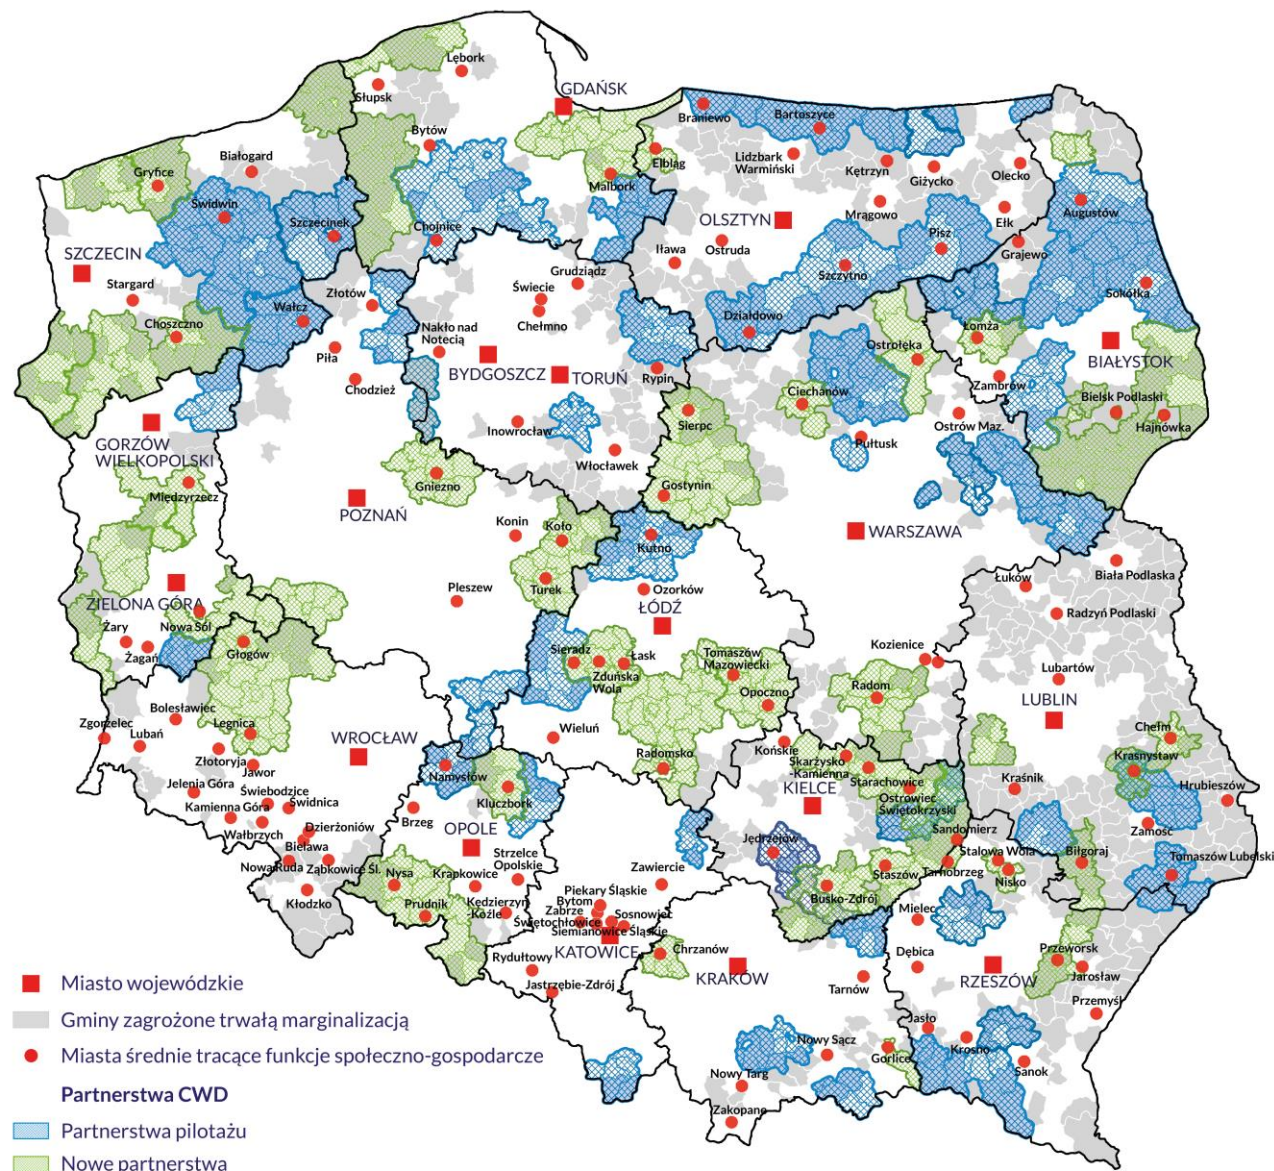 Lębork
Słupsk
GDAŃSK
Braniewo
Bartoszyce
Bytów
Białogard
Gryfice
Elbląg
Malbork
Lidzbark
Warmiński
Kętrzyn
Giżycko
Olecko
Świdwin
Szczecinek
Chojnice
Mrągowo
OLSZTYN
Augustów
Ełk
Pisz
Iława
Ostruda
Grajewo
SZCZECIN
Stargard
Złotów
Grudziądz
Świecie
Chełmno
Szczytno
Sokółka
Wałcz
Choszczno
Działdowo
Nakło nad
Notecią
Piła
BYDGOSZCZ
TORUŃ
Ostrołęka
Łomża
BIAŁYSTOK
Chodzież
Rypin
Zambrów
Ciechanów
Bielsk Podlaski
Hajnówka
Sierpc
Inowrocław
Ostrów Maz.
GORZÓW
WIELKOPOLSKI
Pułtusk
Włocławek
Międzyrzecz
Gniezno
Gostynin
POZNAŃ
Konin
Koło
Kutno
WARSZAWA
Biała Podlaska
Łuków
Turek
Ozorków
Pleszew
ŁÓDŹ
Radzyń Podlaski
ZIELONA GÓRA
Nowa Sól
Żary
Żagań
Głogów
Sieradz
Zduńska
Wola
Łask
Tomaszów
Mazowiecki
Kozienice
Lubartów
Radom
LUBLIN
Opoczno
Bolesławiec
Zgorzelec
Lubań
Legnica
WROCŁAW
Wieluń
Chełm
Złotoryja
Jawor
Radomsko
Końskie
Skarżysko
-Kamienna
Starachowice
Krasnystaw
Jelenia Góra
Świebodzice
Namysłów
Kluczbork
KIELCE
Ostrowiec
Świętokrzyski
Kraśnik
Hrubieszów
Kamienna Góra
Świdnica
Brzeg
Wałbrzych
Dzierżoniów
OPOLE
Jędrzejów
Sandomierz
Zamość
Bielawa
Nowa Ruda
Ząbkowice Śl.
Strzelce
Opolskie
Zawiercie
Staszów
Stalowa Wola
Tarnobrzeg
Nisko
Biłgoraj
Tomaszów Lubelski
Kłodzko
Nysa
Krapkowice
Piekary Śląskie
Busko-Zdrój
Prudnik
Kędzierzyn
-Koźle
Bytom
Zabrze
Świętochłowice
Sosnowiec
Siemianowice Śląskie
Mielec
KATOWICE
Chrzanów
Dębica
Przeworsk
Rydułtowy
KRAKÓW
RZESZÓW
Jarosław
Jastrzębie-Zdrój
Tarnów
Przemyśl
Jasło
Krosno
Nowy Sącz
Gorlice
Sanok
Nowy Targ
Zakopane
Miasto wojewódzkie
Gminy zagrożone trwałą marginalizacją
Miasta średnie tracące funkcje społeczno-gospodarcze
Partnerstwa CWD
Partnerstwa pilotażu
Nowe partnerstwa